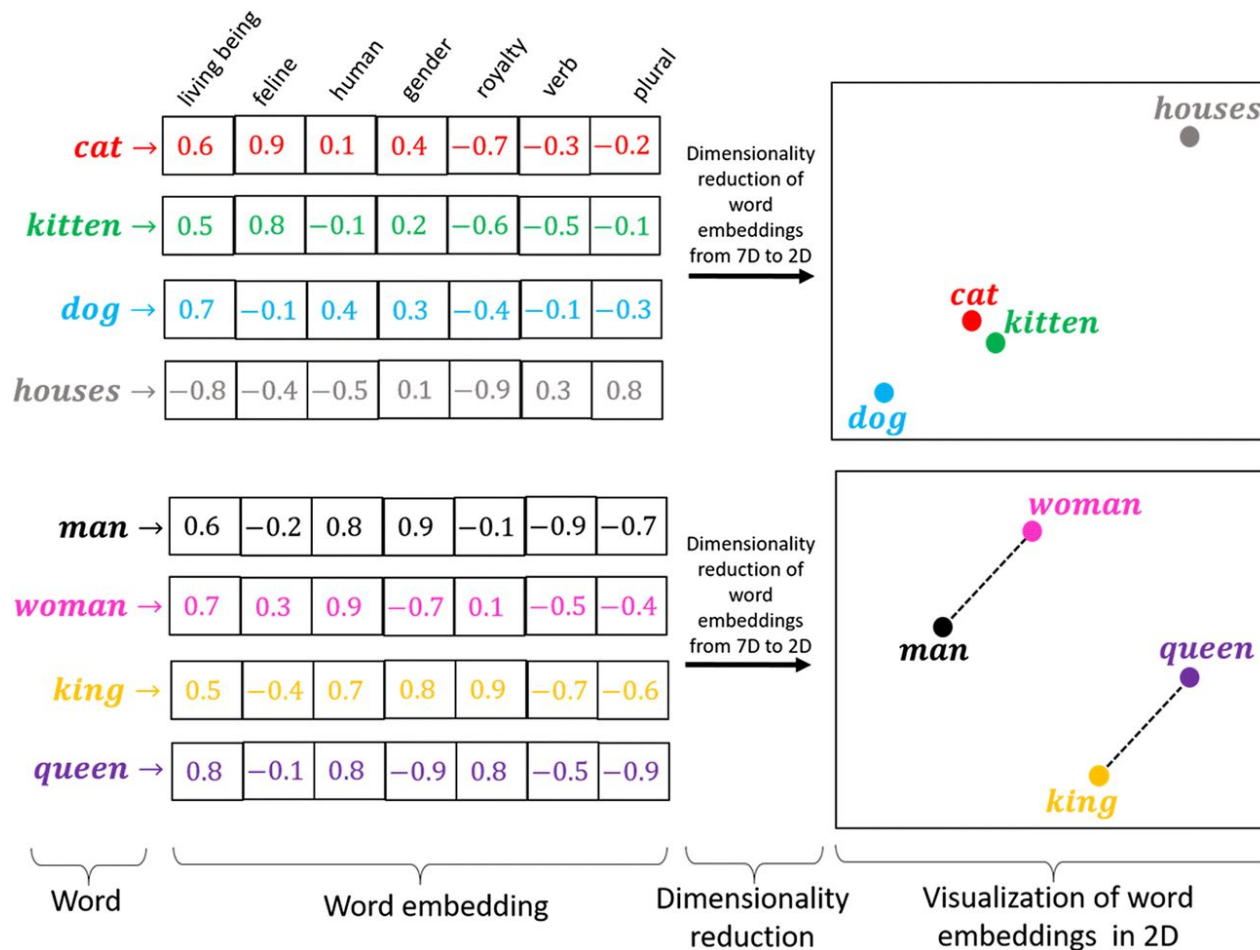 living being feline human gender royalty verb plural
cat → 0.6 0.9 0.1 0.4 −0.7 −0.3 −0.2
kitten → 0.5 0.8 −0.1 0.2 −0.6 −0.5 −0.1
dog → 0.7 −0.1 0.4 0.3 −0.4 −0.1 −0.3
houses → −0.8 −0.4 −0.5 0.1 −0.9 0.3 0.8
Dimensionality
reduction of
word
embeddings
from 7D to 2D
houses
cat
kitten
dog
man → 0.6 −0.2 0.8 0.9 −0.1 −0.9 −0.7
woman → 0.7 0.3 0.9 −0.7 0.1 −0.5 −0.4
king → 0.5 −0.4 0.7 0.8 0.9 −0.7 −0.6
queen → 0.8 −0.1 0.8 −0.9 0.8 −0.5 −0.9
Dimensionality
reduction of
word
embeddings
from 7D to 2D
woman
man
queen
king
Word
Word embedding
Dimensionality
reduction
Visualization of word
embeddings in 2D